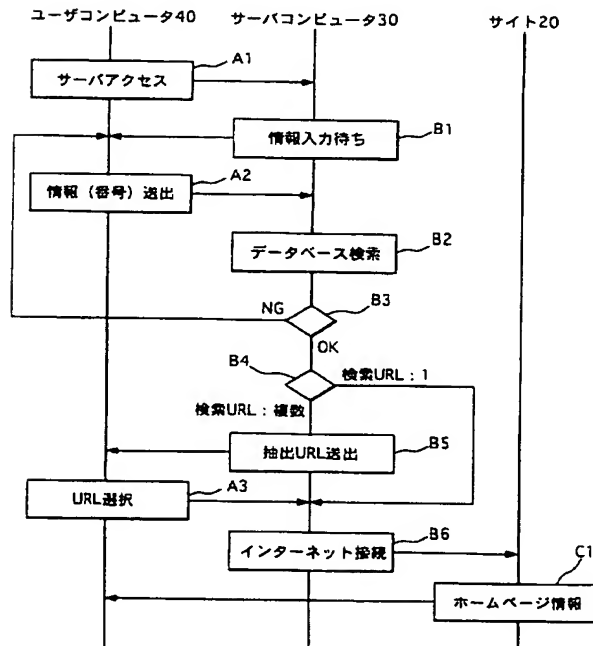 ユーザコンピュータ40
サーバコンピュータ30
サイト20
A1
サーバアクセス
B1
情報入力待ち
A2
情報（番号）送出
B2
データベース検索
B3
NG
OK
B4
検索URL：1
検索URL：複数
B5
抽出URL送出
A3
URL選択
B6
インターネット接続
C1
ホームページ情報